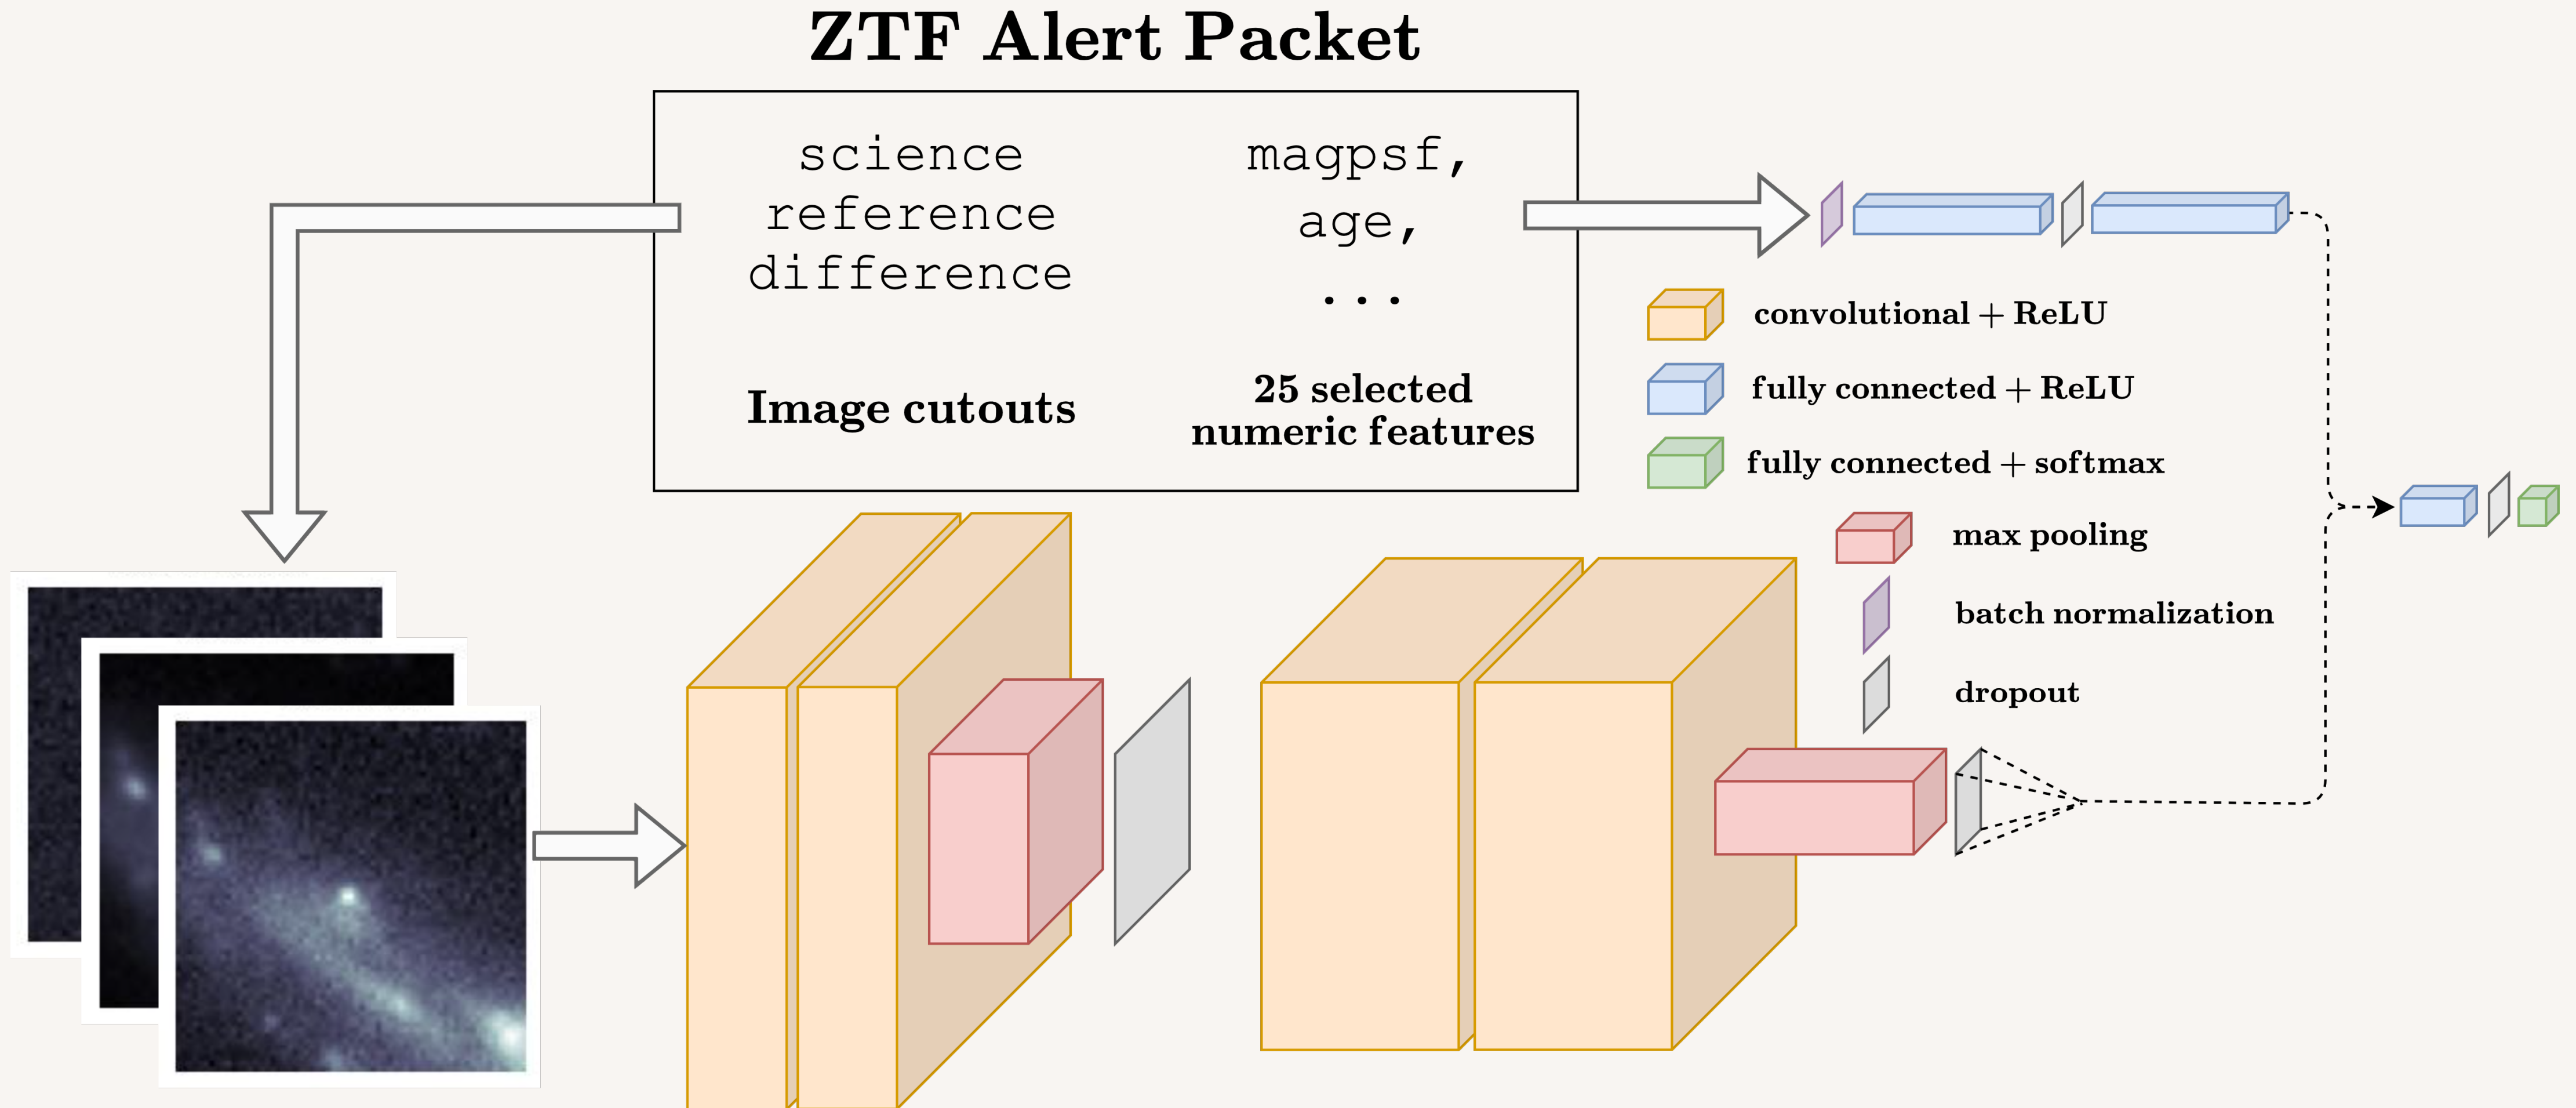 ZTF Alert Packet
science
reference
difference
Image cutouts
magpsf,
age,
...
25 selected
numeric features
convolutional + ReLU
fully connected + ReLU
fully connected + softmax
max pooling
batch normalization
dropout